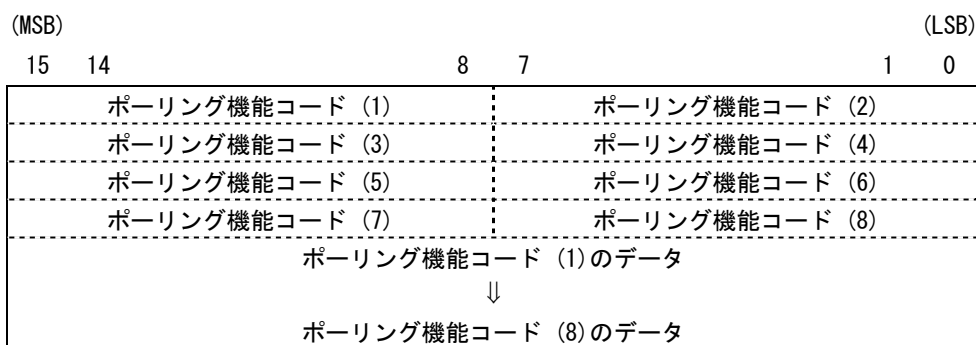 (MSB) (LSB)
15 14 8 7 1 0
ポーリング機能コード (1) ポーリング機能コード (2)
ポーリング機能コード (3) ポーリング機能コード (4)
ポーリング機能コード (5) ポーリング機能コード (6)
ポーリング機能コード (7) ポーリング機能コード (8)
ポーリング機能コード (1)のデータ
⇓
ポーリング機能コード (8)のデータ